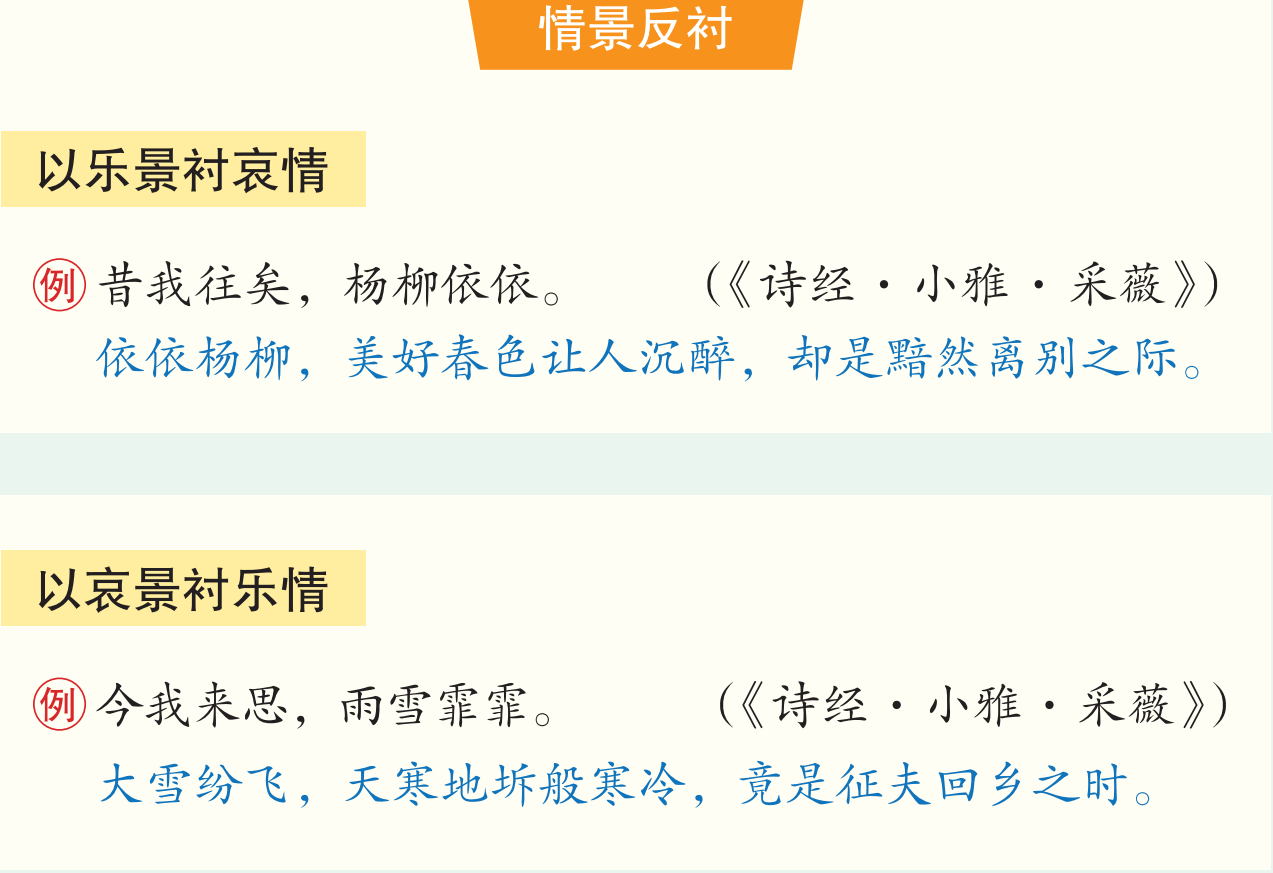 情景反衬
以乐景衬哀情
例 昔我往矣，杨柳依依。 （《诗经·小雅·采薇》）
依依杨柳，美好春色让人沉醉，却是黯然离别之际。
以哀景衬乐情
例 今我来思，雨雪霏霏。 （《诗经·小雅·采薇》）
大雪纷飞，天寒地坼般寒冷，竟是征夫回乡之时。